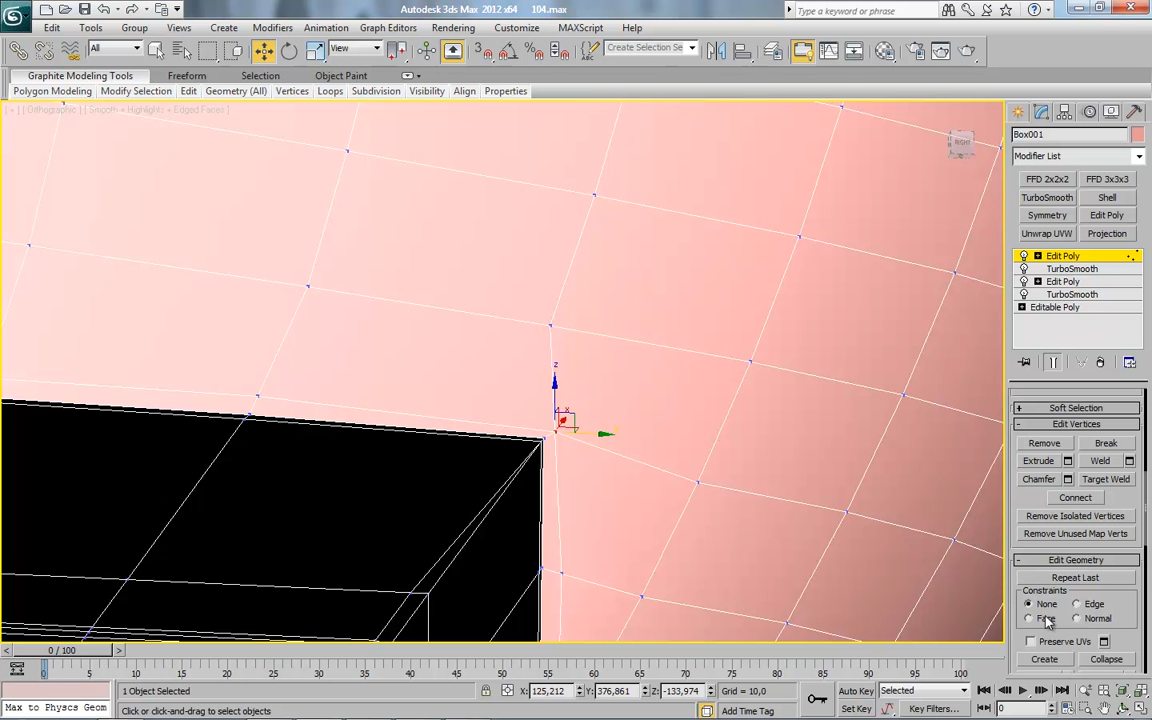 Autodesk 3ds Max 2012 x64   104.max
Type a keyword or phrase
Edit Tools Group Views Create Modifiers Animation Graph Editors Rendering Customize MAXScript Help
All View Create Selection Se
Graphite Modeling Tools Freeform Selection Object Paint
Polygon Modeling Modify Selection Edit Geometry (All) Vertices Loops Subdivision Visibility Align Properties
[ + ] [ Orthographic ] [ Smooth + Highlights + Edged Faces ]
RIGHT
z
x
Box001
Modifier List
FFD 2x2x2 FFD 3x3x3
TurboSmooth Shell
Symmetry Edit Poly
Unwrap UVW Projection
Edit Poly
TurboSmooth
Edit Poly
TurboSmooth
Editable Poly
+ Soft Selection
- Edit Vertices
Remove Break
Extrude Weld
Chamfer Target Weld
Connect
Remove Isolated Vertices
Remove Unused Map Verts
- Edit Geometry
Repeat Last
Constraints
None Edge
Face Normal
Preserve UVs
Create Collapse
< 0 / 100 >
0 5 10 15 20 25 30 35 40 45 50 55 60 65 70 75 80 85 90 95 100
1 Object Selected X: 125,212 Y: 376,861 Z: -133,974 Grid = 10,0 Auto Key Selected
Max to Physcs Geom Click or click-and-drag to select objects Add Time Tag Set Key Key Filters... 0